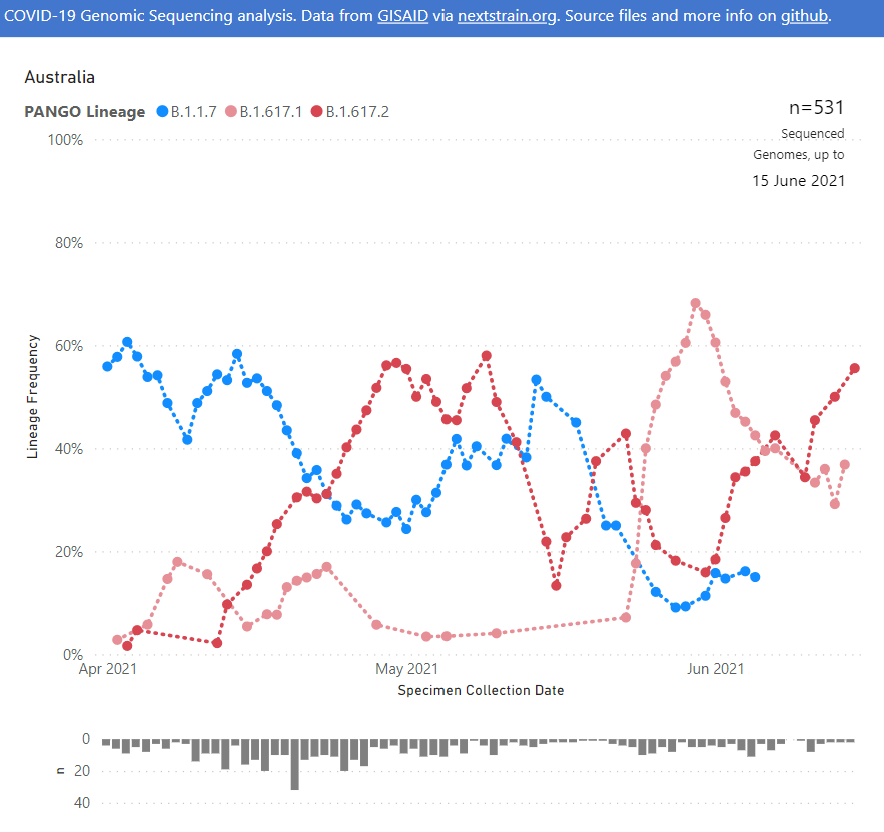 COVID-19 Genomic Sequencing analysis. Data from GISAID via nextstrain.org. Source files and more info on github.
Australia
PANGO Lineage B.1.1.7 B.1.617.1 B.1.617.2
n=531
Sequenced
Genomes, up to
15 June 2021
100%
80%
60%
40%
20%
0%
Lineage Frequency
Apr 2021 May 2021 Jun 2021
Specimen Collection Date
0
20
40
n